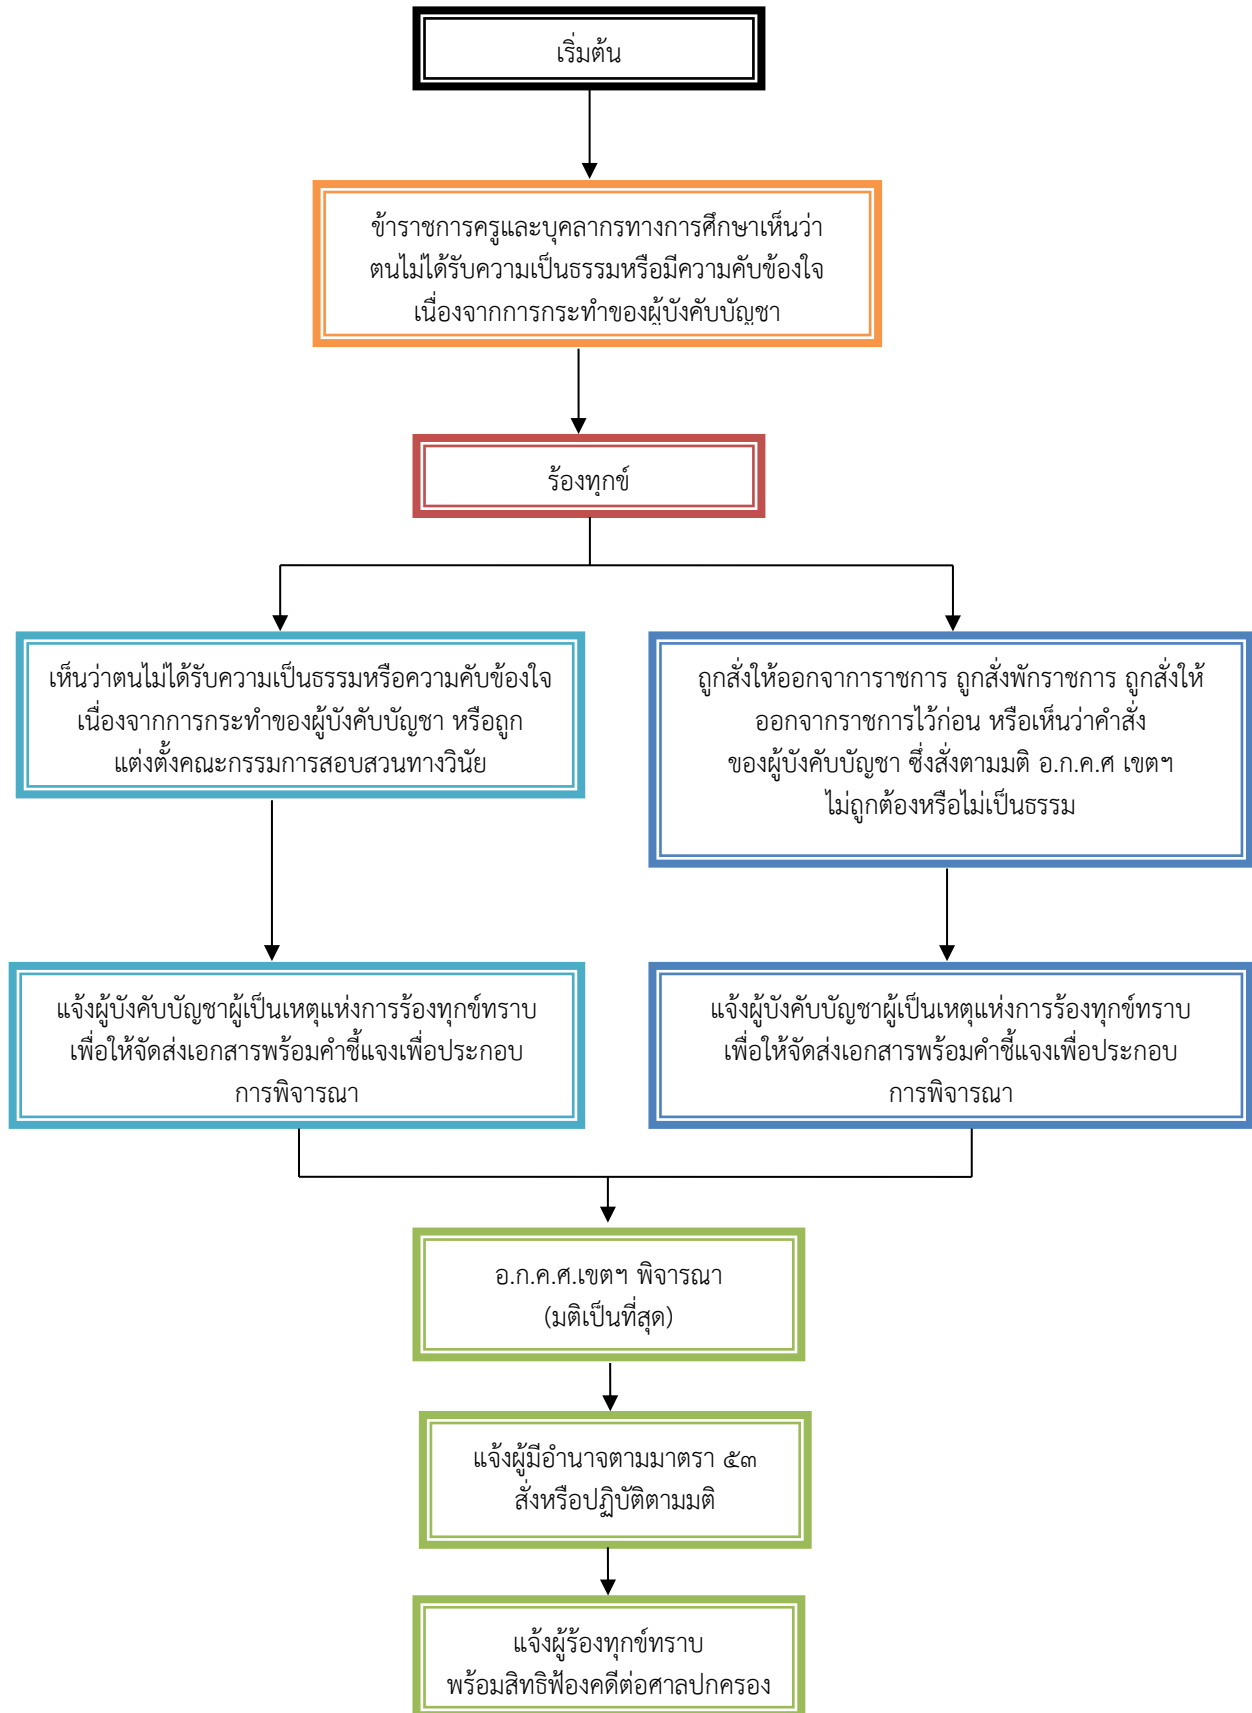 เริ่มต้น
ข้าราชการครูและบุคลากรทางการศึกษาเห็นว่า
ตนไม่ได้รับความเป็นธรรมหรือมีความคับข้องใจ
เนื่องจากการกระทำของผู้บังคับบัญชา
ร้องทุกข์
เห็นว่าตนไม่ได้รับความเป็นธรรมหรือความคับข้องใจ
เนื่องจากการกระทำของผู้บังคับบัญชา หรือถูก
แต่งตั้งคณะกรรมการสอบสวนทางวินัย
ถูกสั่งให้ออกจาการาชการ ถูกสั่งพักราชการ ถูกสั่งให้
ออกจากราชการไว้ก่อน หรือเห็นว่าคำสั่ง
ของผู้บังคับบัญชา ซึ่งสั่งตามมติ อ.ก.ค.ศ เขตฯ
ไม่ถูกต้องหรือไม่เป็นธรรม
แจ้งผู้บังคับบัญชาผู้เป็นเหตุแห่งการร้องทุกข์ทราบ
เพื่อให้จัดส่งเอกสารพร้อมคำชี้แจงเพื่อประกอบ
การพิจารณา
แจ้งผู้บังคับบัญชาผู้เป็นเหตุแห่งการร้องทุกข์ทราบ
เพื่อให้จัดส่งเอกสารพร้อมคำชี้แจงเพื่อประกอบ
การพิจารณา
อ.ก.ค.ศ.เขตฯ พิจารณา
(มติเป็นที่สุด)
แจ้งผู้มีอำนาจตามมาตรา ๕๓
สั่งหรือปฏิบัติตามมติ
แจ้งผู้ร้องทุกข์ทราบ
พร้อมสิทธิฟ้องคดีต่อศาลปกครอง